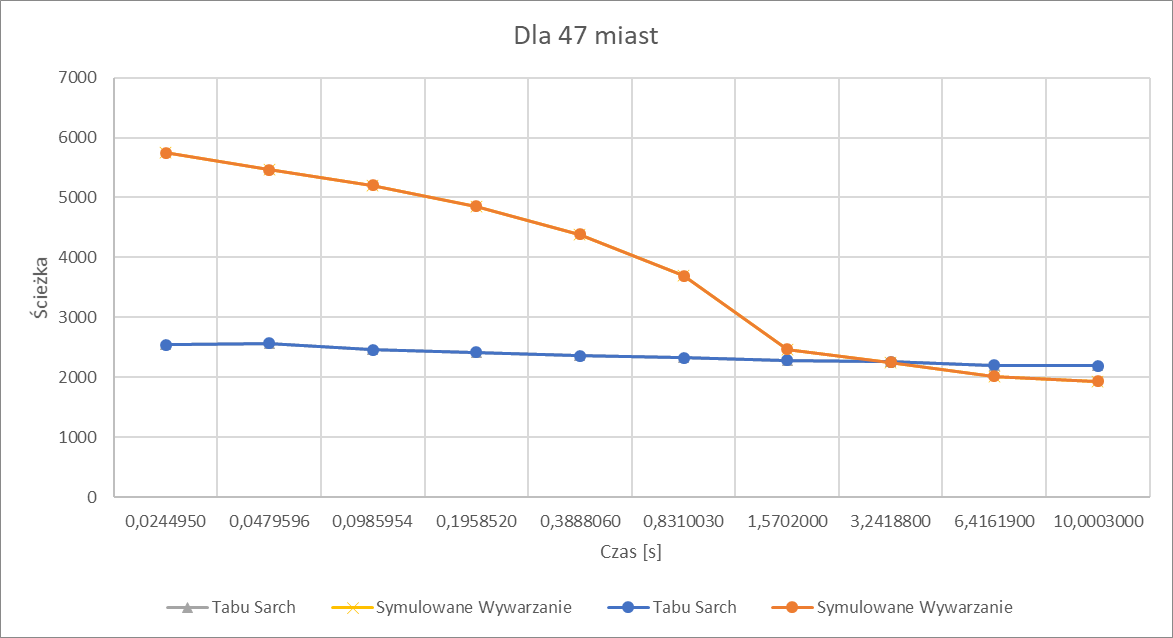 Dla 47 miast
7000
6000
5000
4000
3000
2000
1000
0
Ścieżka
0,0244950 0,0479596 0,0985954 0,1958520 0,3888060 0,8310030 1,5702000 3,2418800 6,4161900 10,0003000
Czas [s]
Tabu Sarch Symulowane Wywarzanie Tabu Sarch Symulowane Wywarzanie